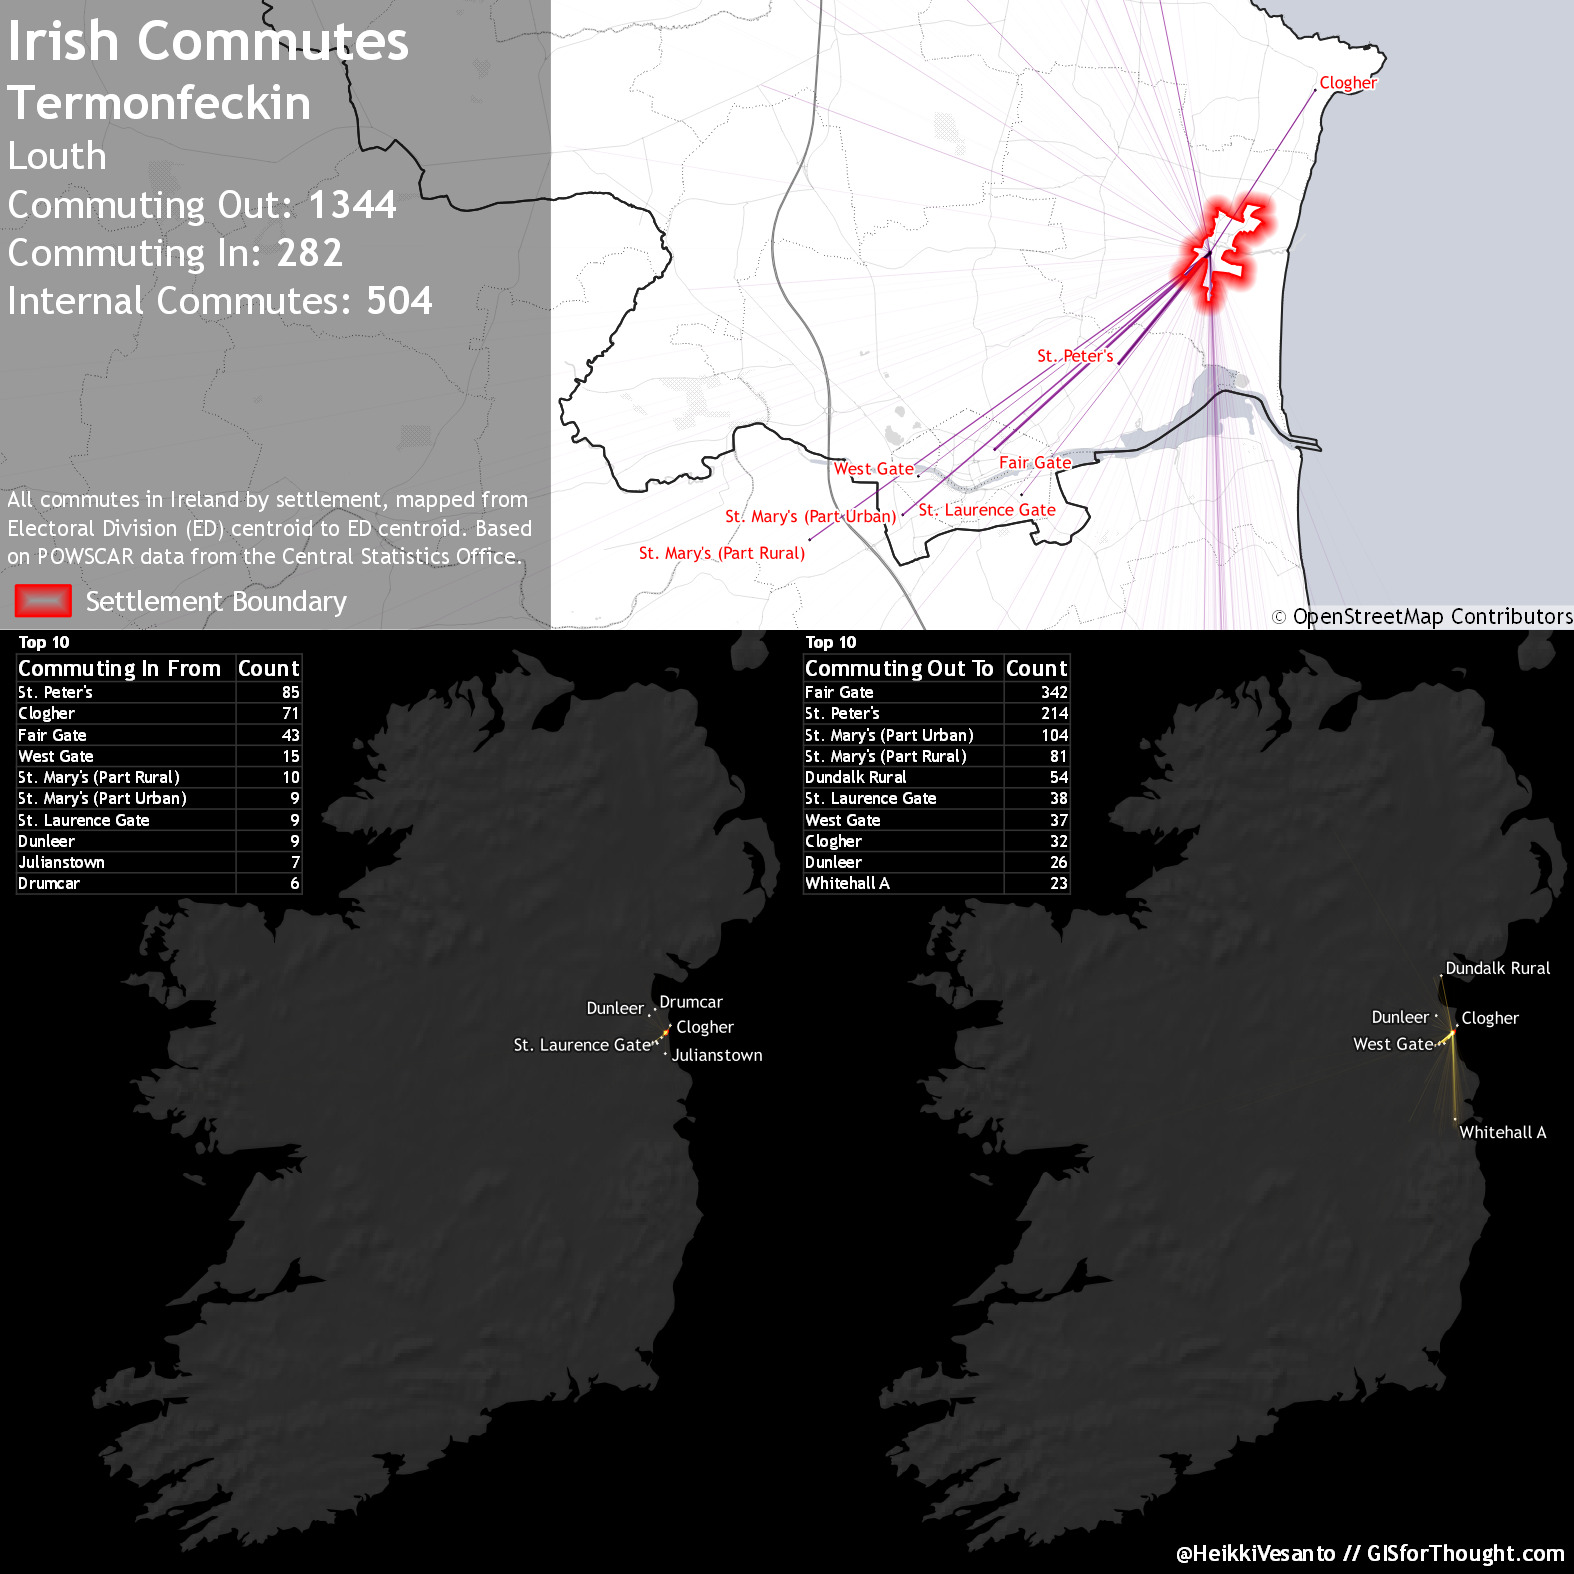 Irish Commutes
Termonfeckin
Louth
Commuting Out: 1344
Commuting In: 282
Internal Commutes: 504
All commutes in Ireland by settlement, mapped from
Electoral Division (ED) centroid to ED centroid. Based
on POWSCAR data from the Central Statistics Office.
Settlement Boundary
Clogher
St. Peter's
West Gate
Fair Gate
St. Mary's (Part Urban)
St. Laurence Gate
St. Mary's (Part Rural)
© OpenStreetMap Contributors
Top 10
Commuting In From Count
St. Peter's 85
Clogher 71
Fair Gate 43
West Gate 15
St. Mary's (Part Rural) 10
St. Mary's (Part Urban) 9
St. Laurence Gate 9
Dunleer 9
Julianstown 7
Drumcar 6
Dunleer
Drumcar
Clogher
St. Laurence Gate
Julianstown
Top 10
Commuting Out To Count
Fair Gate 342
St. Peter's 214
St. Mary's (Part Urban) 104
St. Mary's (Part Rural) 81
Dundalk Rural 54
St. Laurence Gate 38
West Gate 37
Clogher 32
Dunleer 26
Whitehall A 23
Dundalk Rural
Dunleer
Clogher
West Gate
Whitehall A
@HeikkiVesanto // GISforThought.com